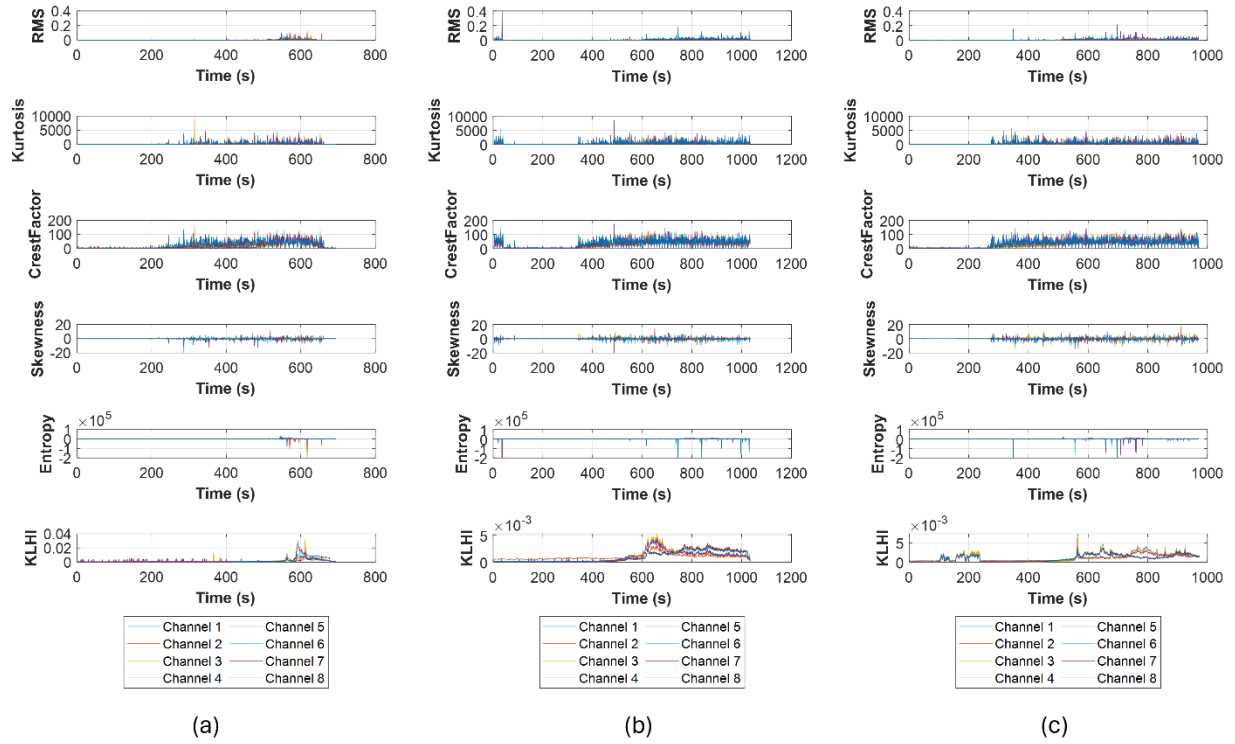 RMS
0.4
0.2
0
0 200 400 600 800
Time (s)
Kurtosis
10000
5000
0
0 200 400 600 800
Time (s)
CrestFactor
200
100
0
0 200 400 600 800
Time (s)
Skewness
20
0
-20
0 200 400 600 800
Time (s)
Entropy
×10^5
1
0
-1
-2
0 200 400 600 800
Time (s)
KLHI
0.04
0.02
0
0 200 400 600 800
Time (s)
Channel 1 Channel 5
Channel 2 Channel 6
Channel 3 Channel 7
Channel 4 Channel 8
(a)
RMS
0.4
0.2
0
0 200 400 600 800 1000 1200
Time (s)
Kurtosis
10000
5000
0
0 200 400 600 800 1000 1200
Time (s)
CrestFactor
200
100
0
0 200 400 600 800 1000 1200
Time (s)
Skewness
20
0
-20
0 200 400 600 800 1000 1200
Time (s)
Entropy
×10^5
1
0
-1
-2
0 200 400 600 800 1000 1200
Time (s)
KLHI
×10^-3
5
0
0 200 400 600 800 1000 1200
Time (s)
Channel 1 Channel 5
Channel 2 Channel 6
Channel 3 Channel 7
Channel 4 Channel 8
(b)
RMS
0.4
0.2
0
0 200 400 600 800 1000
Time (s)
Kurtosis
10000
5000
0
0 200 400 600 800 1000
Time (s)
CrestFactor
200
100
0
0 200 400 600 800 1000
Time (s)
Skewness
20
0
-20
0 200 400 600 800 1000
Time (s)
Entropy
×10^5
1
0
-1
-2
0 200 400 600 800 1000
Time (s)
KLHI
×10^-3
5
0
0 200 400 600 800 1000
Time (s)
Channel 1 Channel 5
Channel 2 Channel 6
Channel 3 Channel 7
Channel 4 Channel 8
(c)